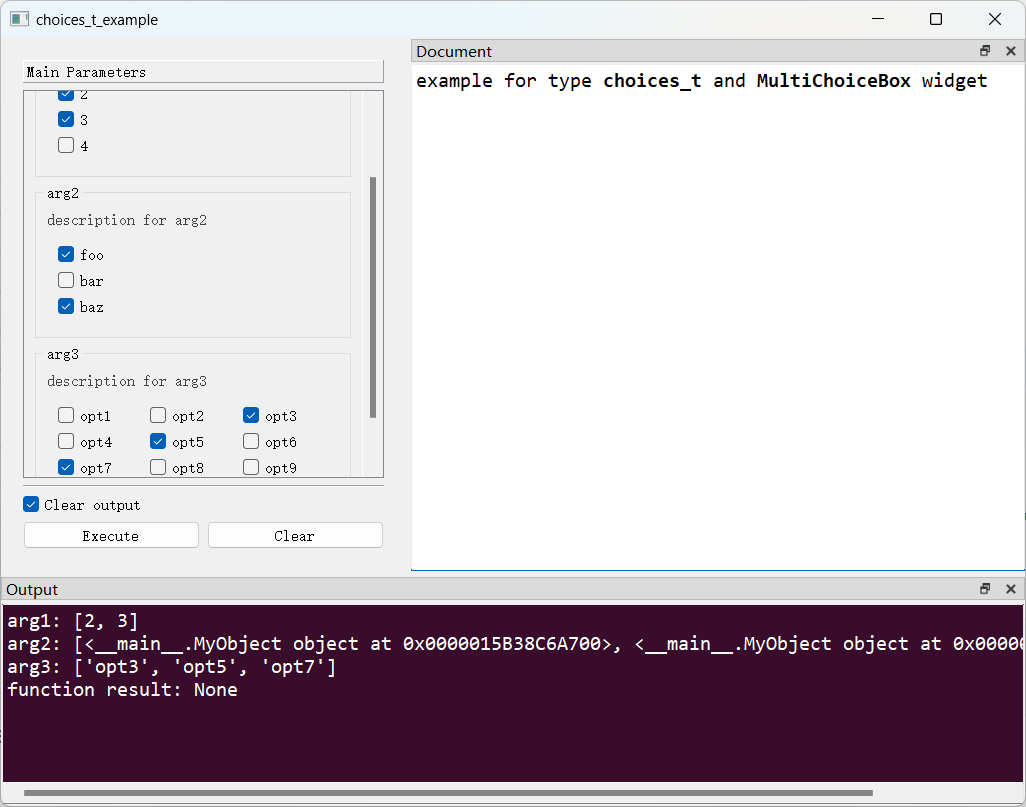 choices_t_example
Main Parameters
2
3
4
arg2
description for arg2
foo
bar
baz
arg3
description for arg3
opt1 opt2 opt3
opt4 opt5 opt6
opt7 opt8 opt9
Clear output
Execute Clear
Document
example for type choices_t and MultiChoiceBox widget
Output
arg1: [2, 3]
arg2: [<__main__.MyObject object at 0x0000015B38C6A700>, <__main__.MyObject object at 0x00000
arg3: ['opt3', 'opt5', 'opt7']
function result: None